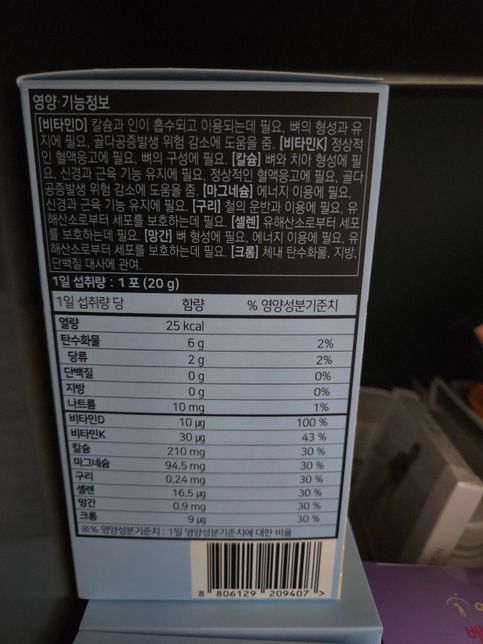 영양·기능정보
[비타민D] 칼슘과 인이 흡수되고 이용되는데 필요, 뼈의 형성과 유
지에 필요, 골다공증발생 위험 감소에 도움을 줌. [비타민K] 정상적
인 혈액응고에 필요, 뼈의 구성에 필요. [칼슘] 뼈와 치아 형성에 필
요, 신경과 근육 기능 유지에 필요, 정상적인 혈액응고에 필요, 골다
공증발생 위험 감소에 도움을 줌. [마그네슘] 에너지 이용에 필요,
신경과 근육 기능 유지에 필요. [구리] 철의 운반과 이용에 필요, 유
해산소로부터 세포를 보호하는데 필요. [셀렌] 유해산소로부터 세포
를 보호하는데 필요. [망간] 뼈 형성에 필요, 에너지 이용에 필요, 유
해산소로부터 세포를 보호하는데 필요. [크롬] 체내 탄수화물, 지방,
단백질 대사에 관여.
1일 섭취량 : 1 포 (20 g)
1일 섭취량 당 함량 % 영양성분기준치
열량 25 kcal
탄수화물 6 g 2%
당류 2 g 2%
단백질 0 g 0%
지방 0 g 0%
나트륨 10 mg 1%
비타민D 10 µg 100 %
비타민K 30 µg 43 %
칼슘 210 mg 30 %
마그네슘 94.5 mg 30 %
구리 0.24 mg 30 %
셀렌 16.5 µg 30 %
망간 0.9 mg 30 %
크롬 9 µg 30 %
※% 영양성분기준치 : 1일 영양성분기준치에 대한 비율
8 806129 209407 >